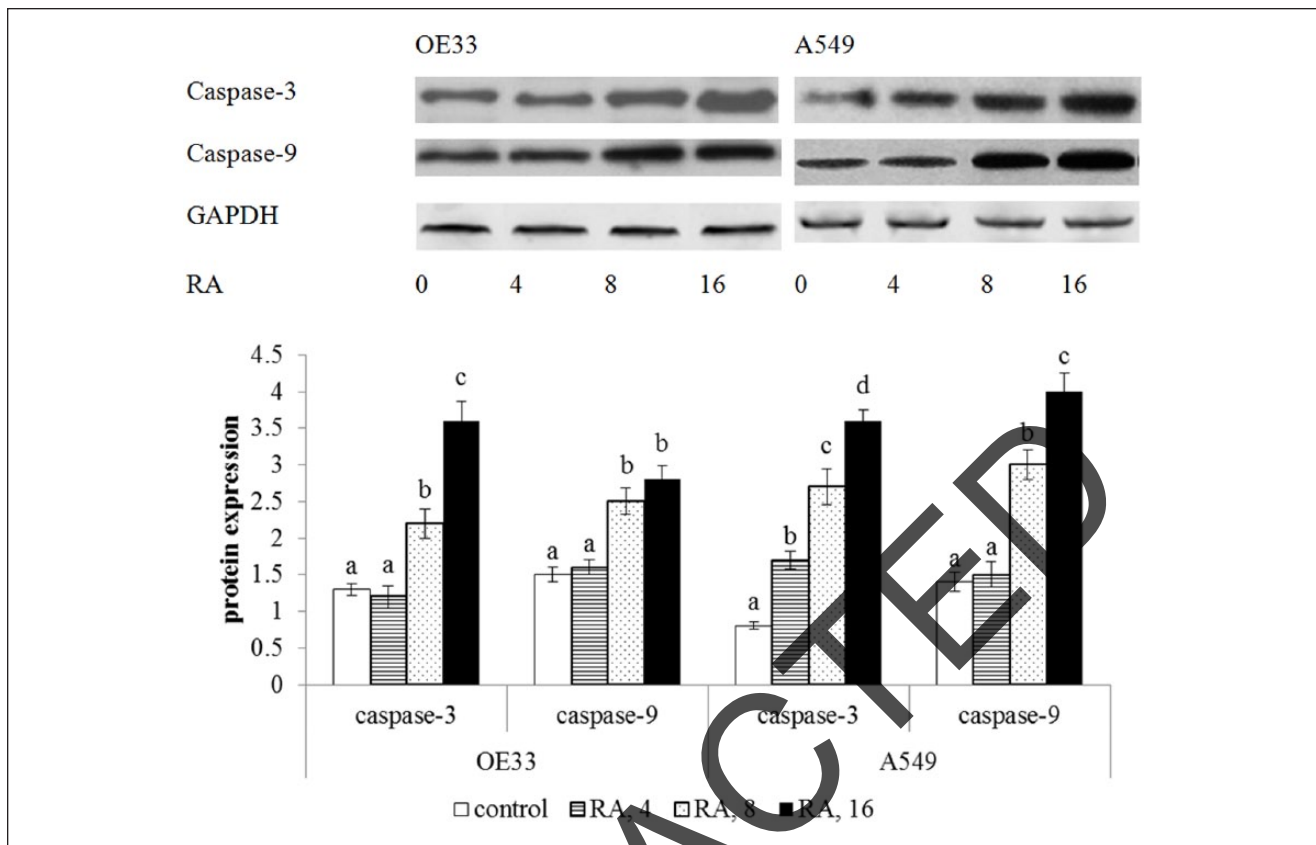 OE33 A549
Caspase-3
Caspase-9
GAPDH
RA 0 4 8 16 0 4 8 16
protein expression
4.5
4
3.5
3
2.5
2
1.5
1
0.5
0
a a b c a a b b a b c d a a b c
caspase-3 caspase-9 caspase-3 caspase-9
OE33 A549
control RA, 4 RA, 8 RA, 16
ACTED